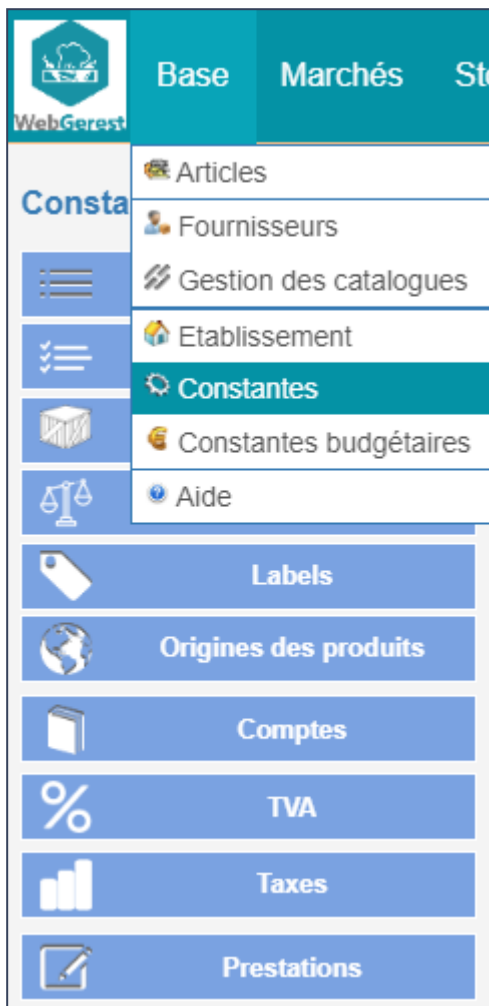 WebGerest
Base
Marchés
Articles
Fournisseurs
Gestion des catalogues
Etablissement
Constantes
Constantes budgétaires
Aide
Labels
Origines des produits
Comptes
TVA
Taxes
Prestations